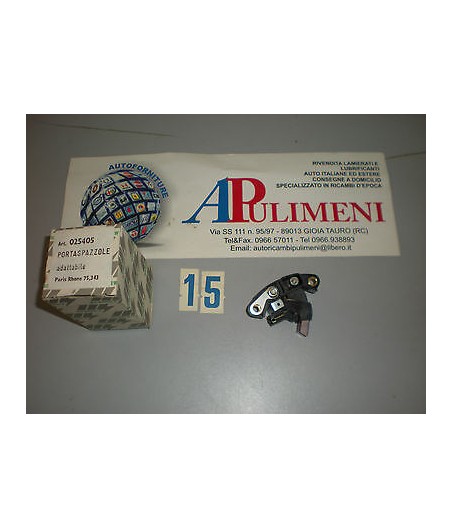 AUTOFORNITURE
APULIMENI
RIVENDITA LAMIERATI E
LUBRIFICANTI
AUTO ITALIANE ED ESTERE
CONSEGNE A DOMICILIO
SPECIALIZZATO IN RICAMBI D'EPOCA
Via SS 111 n. 95/97 - 89013 GIOIA TAURO (RC)
Tel&Fax: 0966 57011 - Tel 0966.938893
Email: autoricambipulimeni@libero.it
Art. 025405
PORTASPAZZOLE
adattabile
Paris Rhone 75,343
15